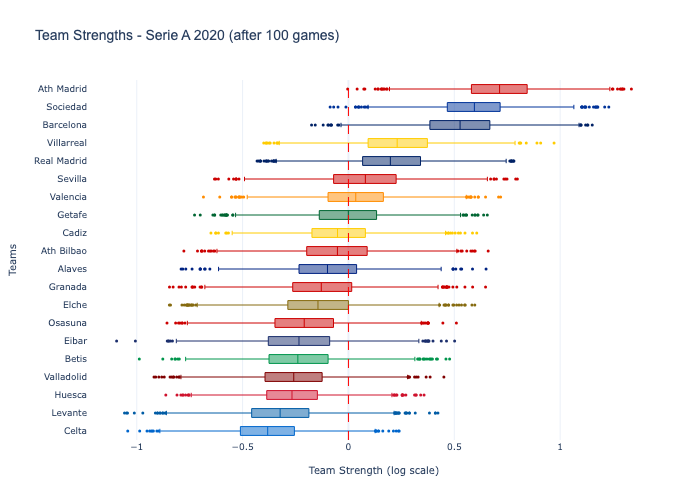 Team Strengths - Serie A 2020 (after 100 games)
Ath Madrid
Sociedad
Barcelona
Villarreal
Real Madrid
Sevilla
Valencia
Getafe
Cadiz
Ath Bilbao
Alaves
Granada
Elche
Osasuna
Eibar
Betis
Valladolid
Huesca
Levante
Celta
Teams
−1 −0.5 0 0.5 1
Team Strength (log scale)